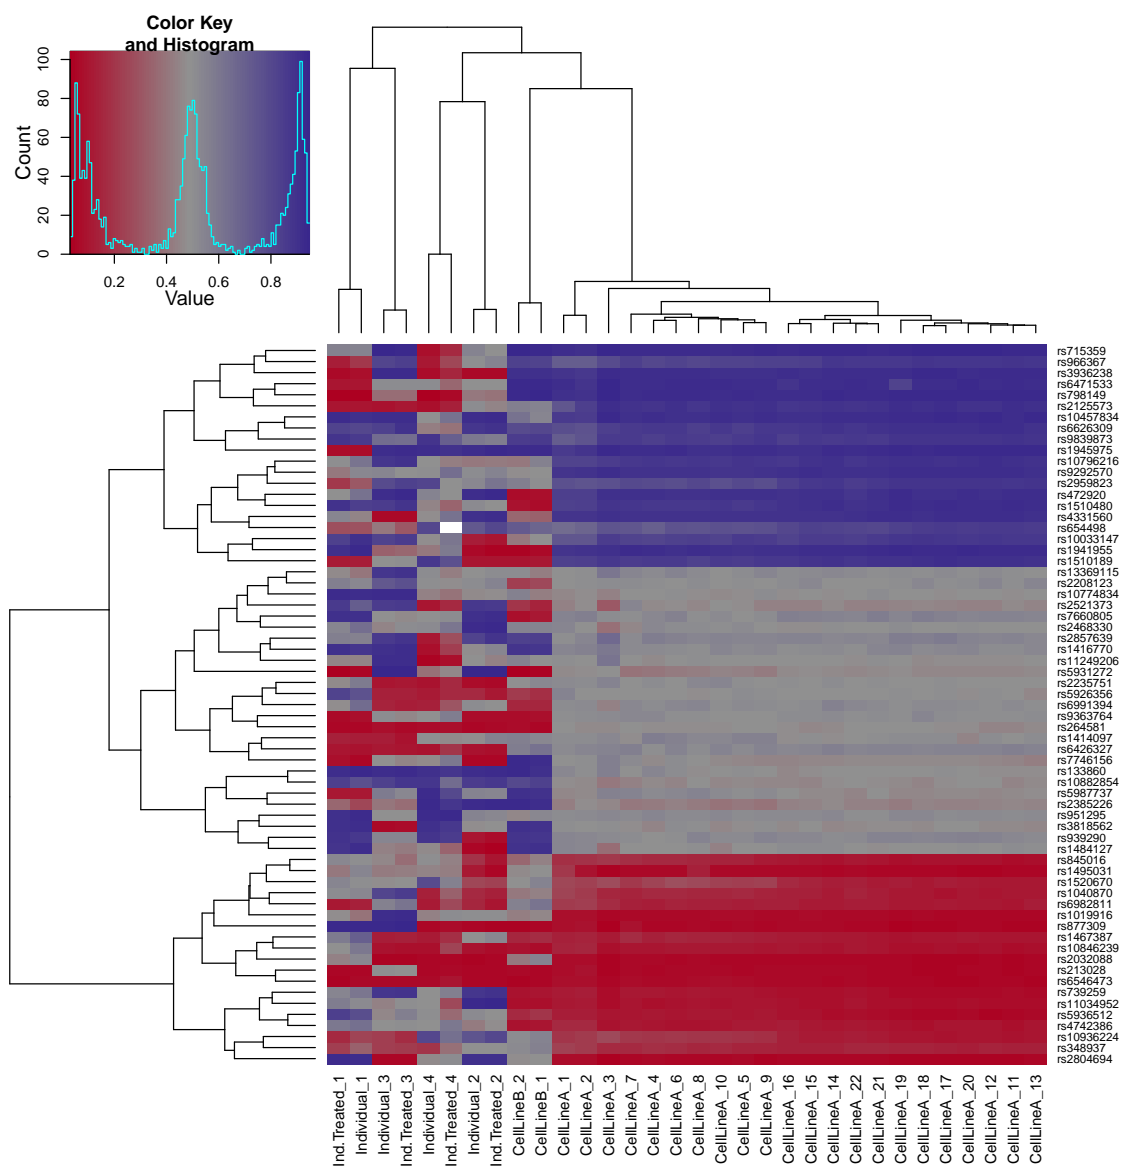 Color Key
and Histogram
Count
0
20
40
60
80
100
0.2 0.4 0.6 0.8
Value
rs715359
rs966367
rs3936238
rs6471533
rs798149
rs2125573
rs10457834
rs6626309
rs9839873
rs1945975
rs10796216
rs9292570
rs2959823
rs472920
rs1510480
rs4331560
rs654498
rs10033147
rs1941955
rs1510189
rs13369115
rs2208123
rs10774834
rs2521373
rs7660805
rs2468330
rs2857639
rs1416770
rs11249206
rs5931272
rs2235751
rs5926356
rs6991394
rs9363764
rs264581
rs1414097
rs6426327
rs7746156
rs133860
rs10882854
rs5987737
rs2385226
rs951295
rs3818562
rs939290
rs1484127
rs845016
rs1495031
rs1520670
rs1040870
rs6982811
rs1019916
rs877309
rs1467387
rs10846239
rs2032088
rs213028
rs6546473
rs739259
rs11034952
rs5936512
rs4742386
rs10936224
rs348937
rs2804694
Ind.Treated_1
Individual_1
Individual_3
Ind.Treated_3
Individual_4
Ind.Treated_4
Individual_2
Ind.Treated_2
CellLineB_2
CellLineB_1
CellLineA_1
CellLineA_2
CellLineA_3
CellLineA_7
CellLineA_4
CellLineA_6
CellLineA_8
CellLineA_10
CellLineA_5
CellLineA_9
CellLineA_16
CellLineA_15
CellLineA_14
CellLineA_22
CellLineA_21
CellLineA_19
CellLineA_18
CellLineA_17
CellLineA_20
CellLineA_12
CellLineA_11
CellLineA_13